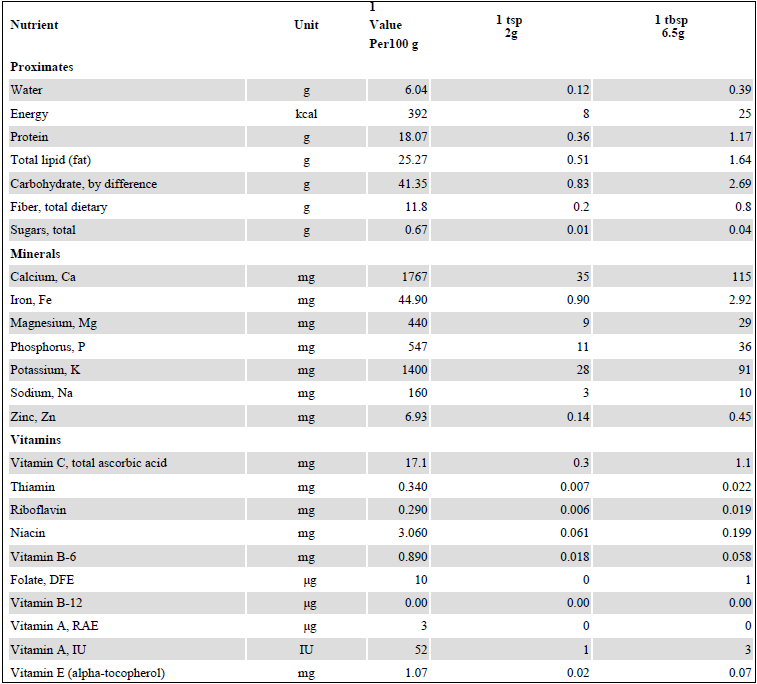 Nutrient Unit 1 Value Per100 g 1 tsp 2g 1 tbsp 6.5g
Proximates
Water g 6.04 0.12 0.39
Energy kcal 392 8 25
Protein g 18.07 0.36 1.17
Total lipid (fat) g 25.27 0.51 1.64
Carbohydrate, by difference g 41.35 0.83 2.69
Fiber, total dietary g 11.8 0.2 0.8
Sugars, total g 0.67 0.01 0.04
Minerals
Calcium, Ca mg 1767 35 115
Iron, Fe mg 44.90 0.90 2.92
Magnesium, Mg mg 440 9 29
Phosphorus, P mg 547 11 36
Potassium, K mg 1400 28 91
Sodium, Na mg 160 3 10
Zinc, Zn mg 6.93 0.14 0.45
Vitamins
Vitamin C, total ascorbic acid mg 17.1 0.3 1.1
Thiamin mg 0.340 0.007 0.022
Riboflavin mg 0.290 0.006 0.019
Niacin mg 3.060 0.061 0.199
Vitamin B-6 mg 0.890 0.018 0.058
Folate, DFE µg 10 0 1
Vitamin B-12 µg 0.00 0.00 0.00
Vitamin A, RAE µg 3 0 0
Vitamin A, IU IU 52 1 3
Vitamin E (alpha-tocopherol) mg 1.07 0.02 0.07